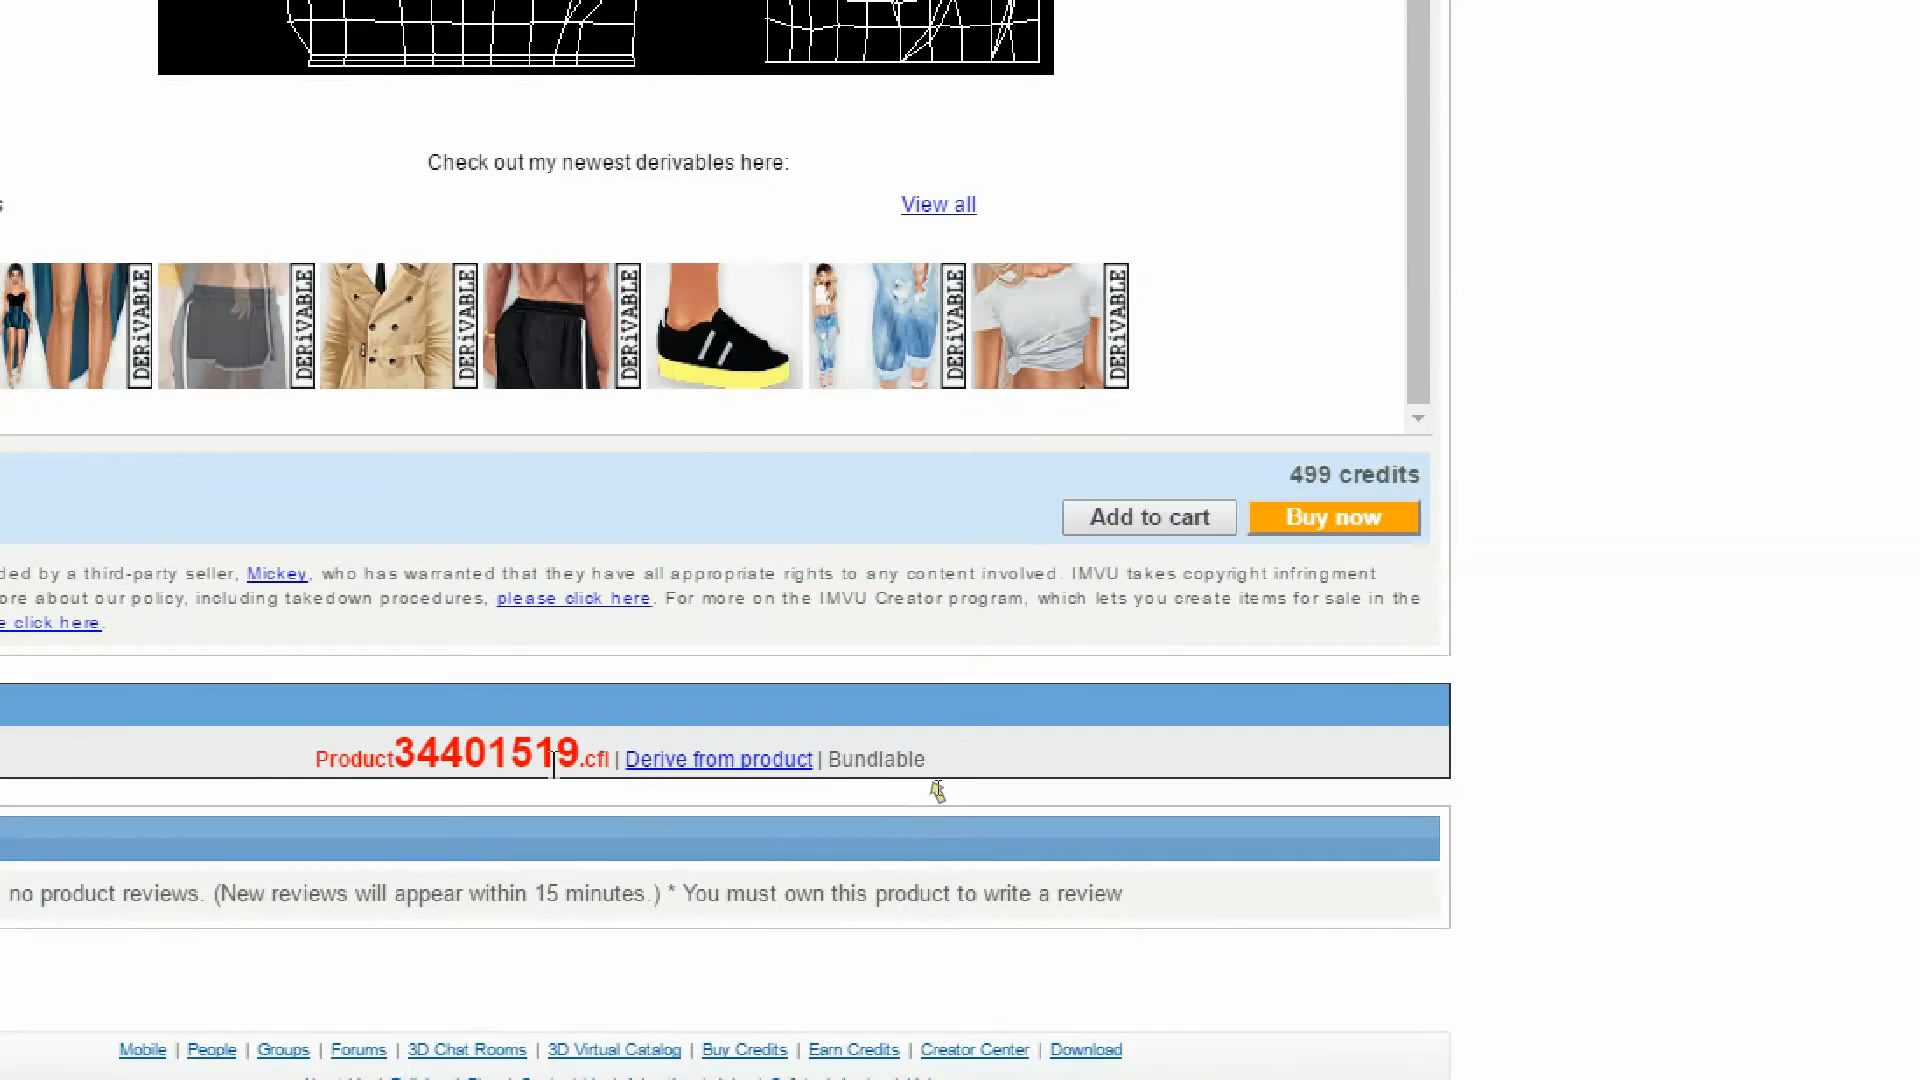 Check out my newest derivables here:
View all
DERiVABLE DERiVABLE DERiVABLE DERiVABLE DERiVABLE DERiVABLE
499 credits
Add to cart Buy now
ded by a third-party seller, Mickey, who has warranted that they have all appropriate rights to any content involved. IMVU takes copyright infringment
ore about our policy, including takedown procedures, please click here. For more on the IMVU Creator program, which lets you create items for sale in the
e click here.
Product34401519.cfl | Derive from product | Bundlable
no product reviews. (New reviews will appear within 15 minutes.) * You must own this product to write a review
Mobile | People | Groups | Forums | 3D Chat Rooms | 3D Virtual Catalog | Buy Credits | Earn Credits | Creator Center | Download